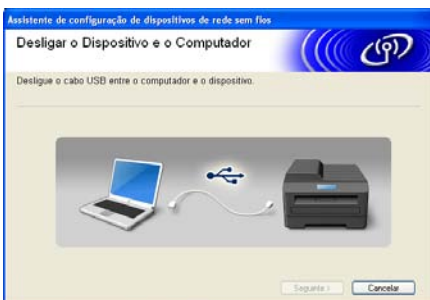 Assistente de configuração de dispositivos de rede sem fios
Desligar o Dispositivo e o Computador
Desligue o cabo USB entre o computador e o dispositivo.
Seguinte >
Cancelar